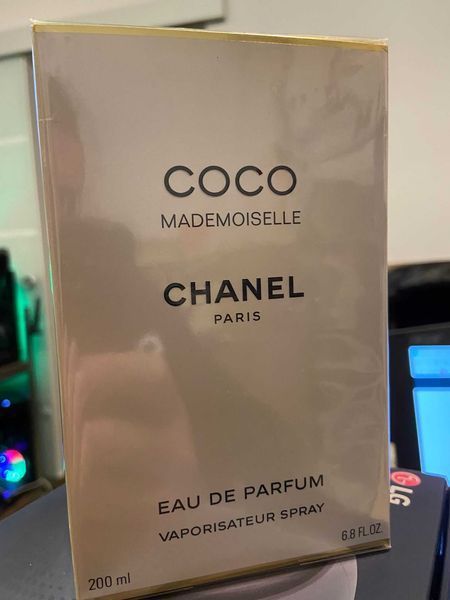 COCO
MADEMOISELLE
CHANEL
PARIS
EAU DE PARFUM
VAPORISATEUR SPRAY
200 ml
6.8 FL.OZ.
LG